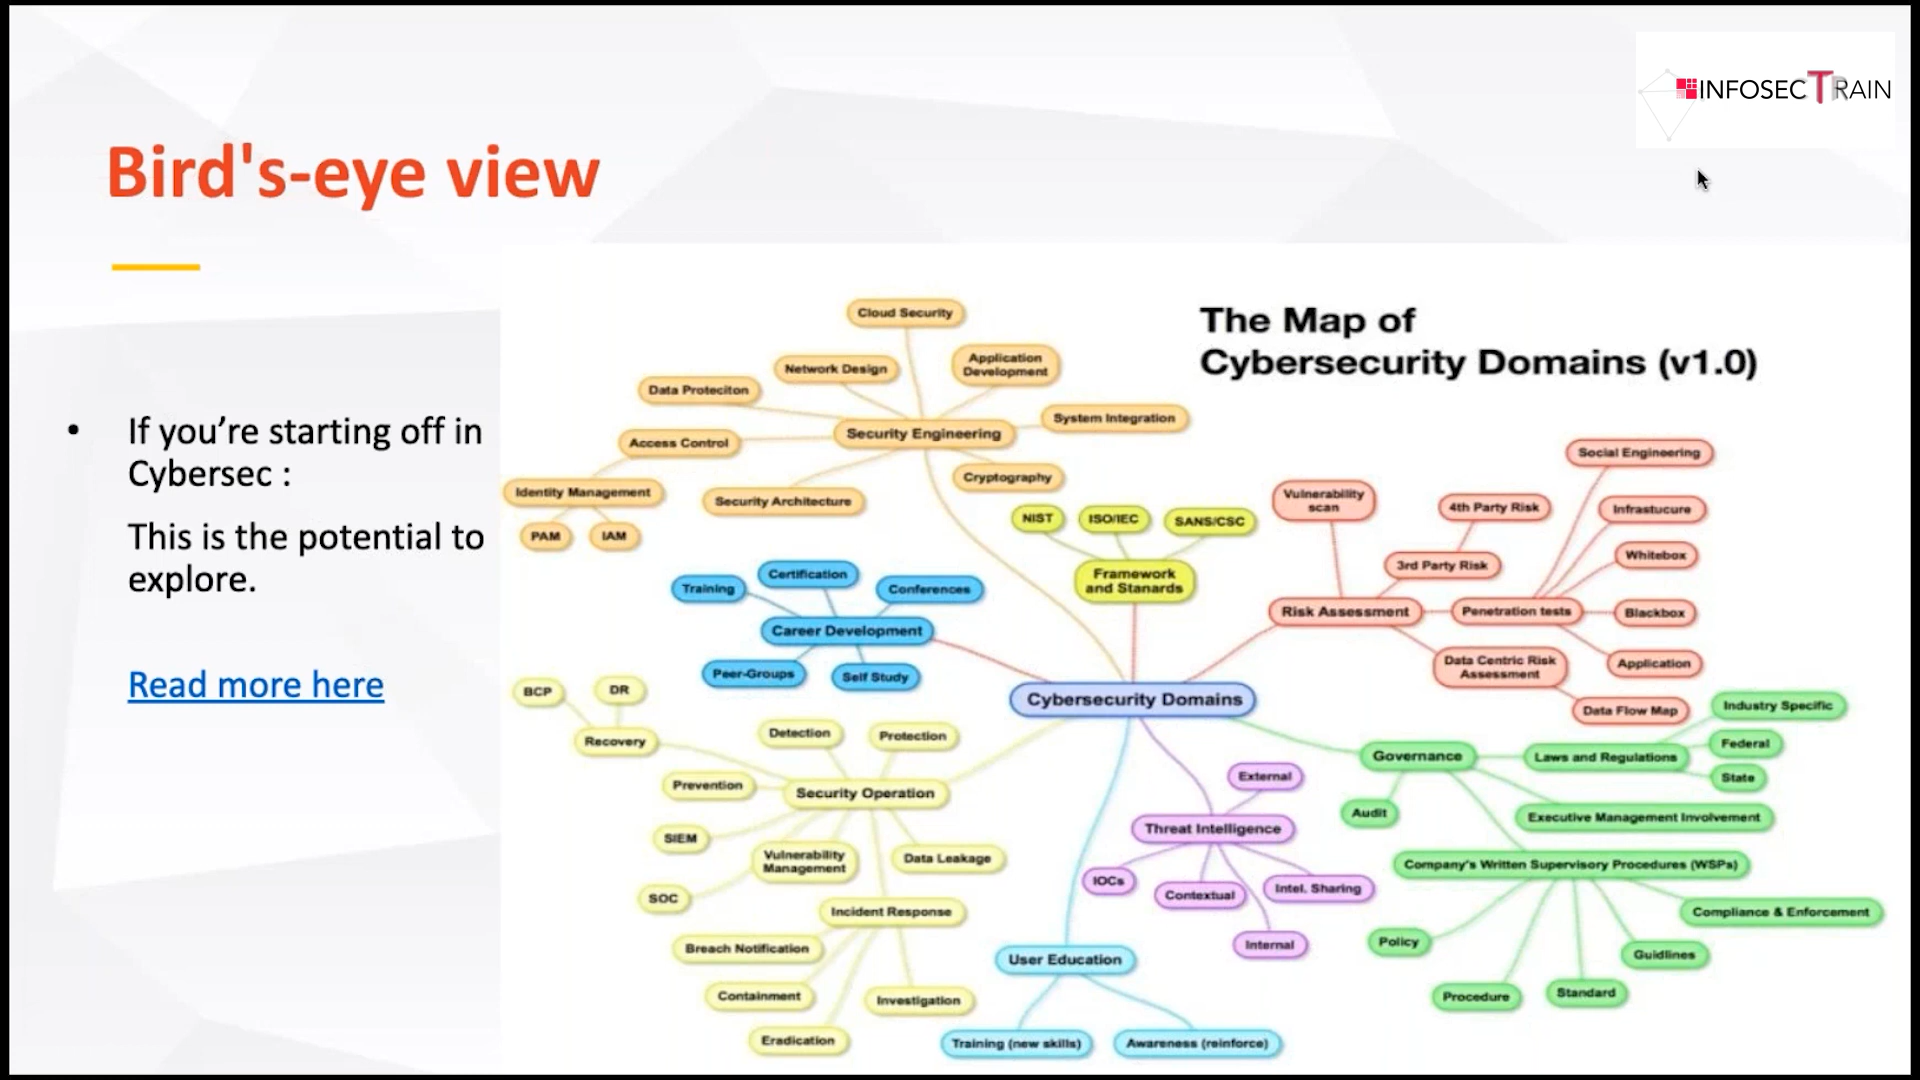 INFOSECTRAIN
Bird's-eye view
• If you’re starting off in
Cybersec :
This is the potential to
explore.
Read more here
The Map of
Cybersecurity Domains (v1.0)
Cloud Security
Network Design
Application
Development
Data Proteciton
System Integration
Security Engineering
Access Control
Cryptography
Identity Management
Security Architecture
PAM
IAM
NIST
ISO/IEC
SANS/CSC
Framework
and Stanards
Training
Certification
Conferences
Career Development
Peer-Groups
Self Study
Social Engineering
Vulnerability
scan
4th Party Risk
Infrastucure
3rd Party Risk
Whitebox
Risk Assessment
Penetration tests
Blackbox
Data Centric Risk
Assessment
Application
Data Flow Map
Cybersecurity Domains
BCP
DR
Recovery
Detection
Protection
Prevention
Security Operation
SIEM
Vulnerability
Management
Data Leakage
SOC
Incident Response
Breach Notification
Containment
Investigation
Eradication
External
Threat Intelligence
IOCs
Contextual
Intel. Sharing
Internal
User Education
Training (new skills)
Awareness (reinforce)
Industry Specific
Governance
Laws and Regulations
Federal
State
Audit
Executive Management Involvement
Company's Written Supervisory Procedures (WSPs)
Compliance & Enforcement
Policy
Guidlines
Procedure
Standard